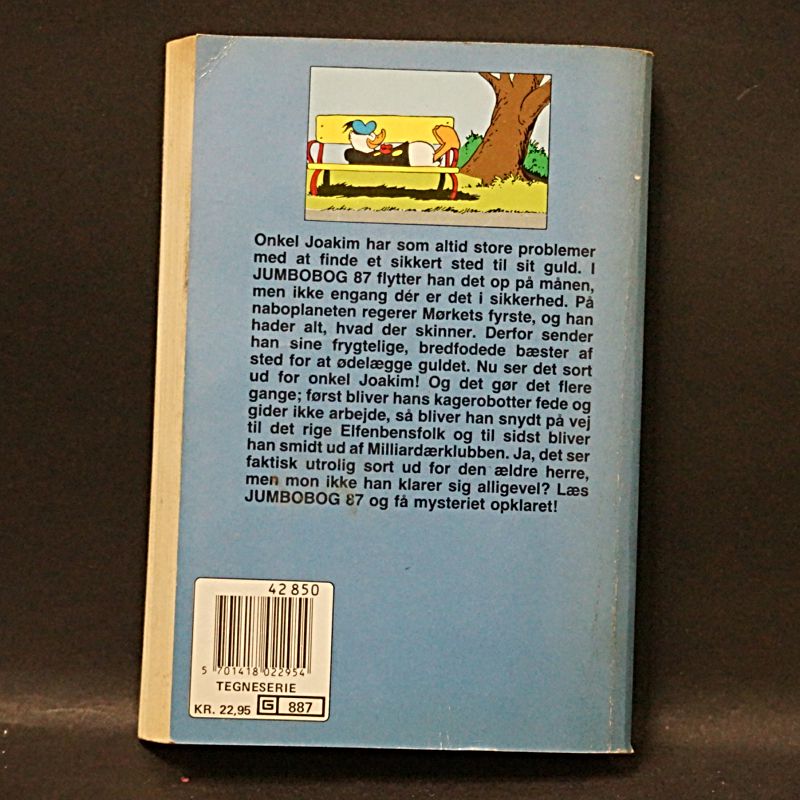 Onkel Joakim har som altid store problemer
med at finde et sikkert sted til sit guld. I
JUMBOBOG 87 flytter han det op på månen,
men ikke engang dér er det i sikkerhed. På
naboplaneten regerer Mørkets fyrste, og han
hader alt, hvad der skinner. Derfor sender
han sine frygtelige, bredfodede bæster af
sted for at ødelægge guldet. Nu ser det sort
ud for onkel Joakim! Og det gør det flere
gange; først bliver hans kagerobotter fede og
gider ikke arbejde, så bliver han snydt på vej
til det rige Elfenbensfolk og til sidst bliver
han smidt ud af Milliardærklubben. Ja, det ser
faktisk utrolig sort ud for den ældre herre,
men mon ikke han klarer sig alligevel? Læs
JUMBOBOG 87 og få mysteriet opklaret!
42850
5 701418 022954
TEGNESERIE
KR. 22,95 G 887